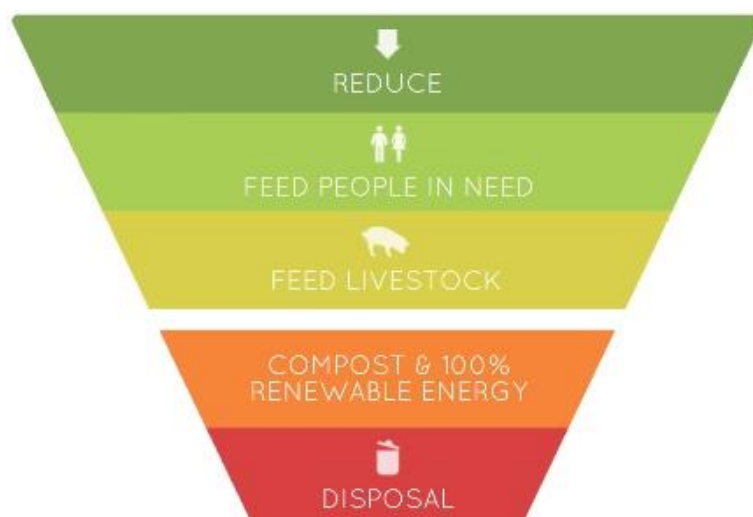 REDUCE
FEED PEOPLE IN NEED
FEED LIVESTOCK
COMPOST & 100%
RENEWABLE ENERGY
DISPOSAL